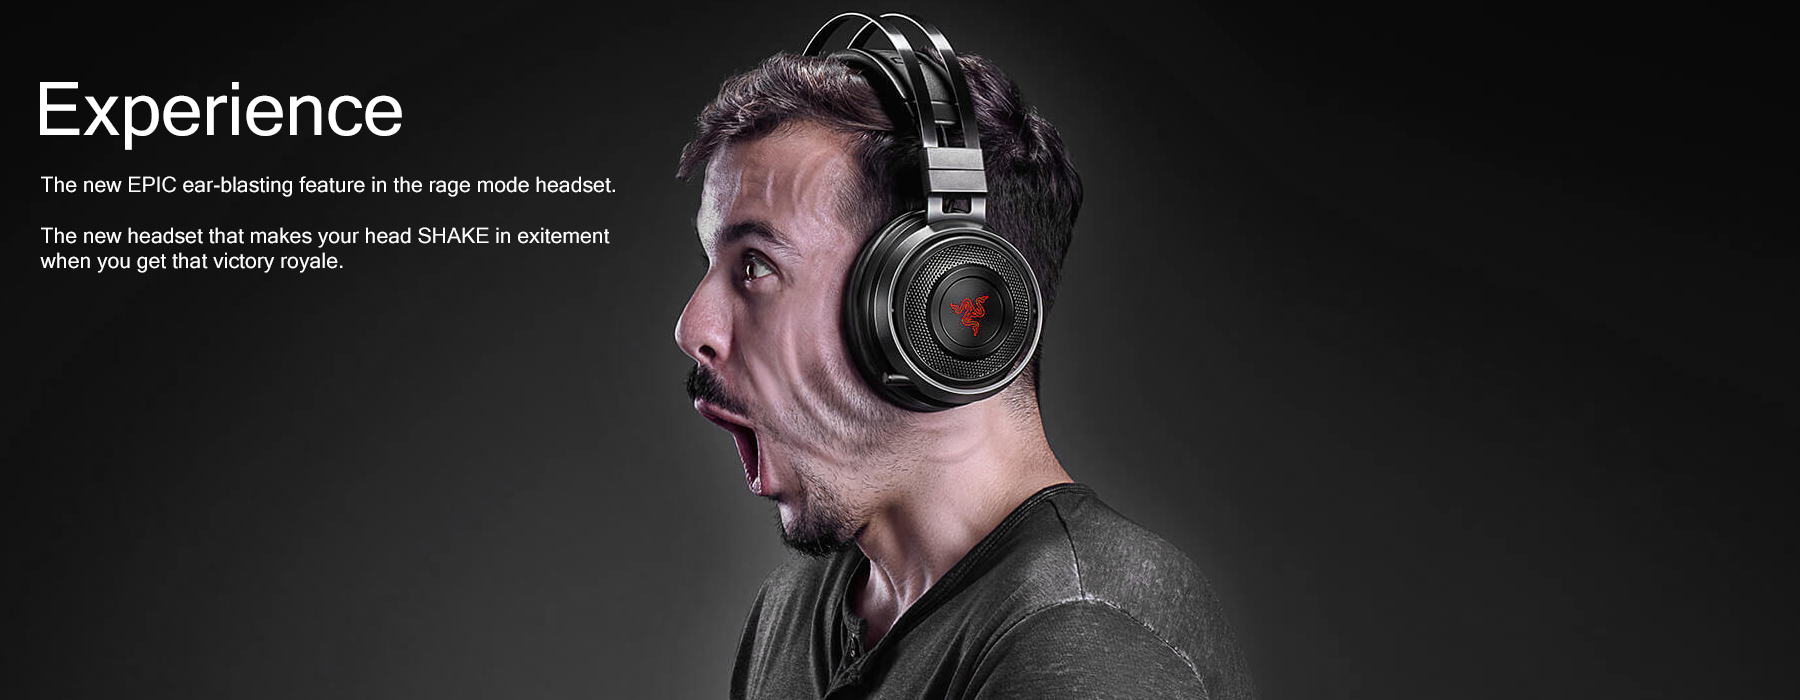 Experience
The new EPIC ear-blasting feature in the rage mode headset.
The new headset that makes your head SHAKE in exitement
when you get that victory royale.